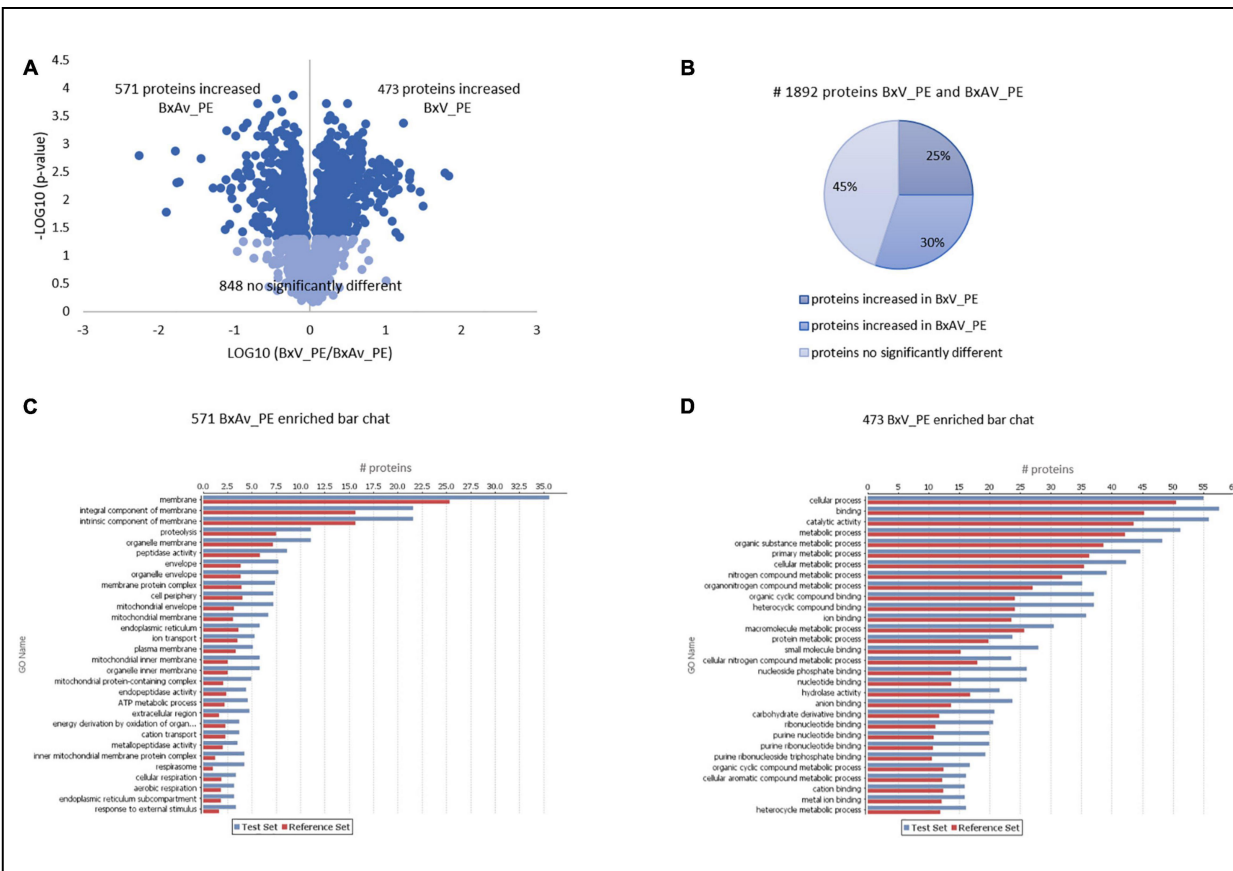 A
571 proteins increased
BxAv_PE
473 proteins increased
BxV_PE
4.5
4
3.5
3
2.5
2
1.5
1
0.5
0
-LOG10 (p-value)
848 no significantly different
-3
-2
-1
0
1
2
3
LOG10 (BxV_PE/BxAv_PE)
B
# 1892 proteins BxV_PE and BxAV_PE
25%
45%
30%
proteins increased in BxV_PE
proteins increased in BxAV_PE
proteins no significantly different
C
571 BxAv_PE enriched bar chat
# proteins
0.0 2.5 5.0 7.5 10.0 12.5 15.0 17.5 20.0 22.5 25.0 27.5 30.0 32.5 35.0
GO Name
membrane
integral component of membrane
intrinsic component of membrane
proteolysis
organelle membrane
peptidase activity
envelope
organelle envelope
membrane protein complex
cell periphery
mitochondrial envelope
mitochondrial membrane
endoplasmic reticulum
ion transport
plasma membrane
mitochondrial inner membrane
organelle inner membrane
mitochondrial protein-containing complex
endopeptidase activity
ATP metabolic process
extracellular region
energy derivation by oxidation of organ...
cation transport
metallopeptidase activity
inner mitochondrial membrane protein complex
respirasome
cellular respiration
aerobic respiration
endoplasmic reticulum subcompartment
response to external stimulus
Test Set Reference Set
D
473 BxV_PE enriched bar chat
# proteins
0 5 10 15 20 25 30 35 40 45 50 55
GO Name
cellular process
binding
catalytic activity
metabolic process
organic substance metabolic process
primary metabolic process
cellular metabolic process
nitrogen compound metabolic process
organonitrogen compound metabolic process
organic cyclic compound binding
heterocyclic compound binding
ion binding
macromolecule metabolic process
protein metabolic process
small molecule binding
cellular nitrogen compound metabolic process
nucleoside phosphate binding
nucleotide binding
hydrolase activity
anion binding
carbohydrate derivative binding
ribonucleotide binding
purine nucleotide binding
purine ribonucleotide binding
purine ribonucleoside triphosphate binding
organic cyclic compound metabolic process
cellular aromatic compound metabolic process
cation binding
metal ion binding
heterocycle metabolic process
Test Set Reference Set